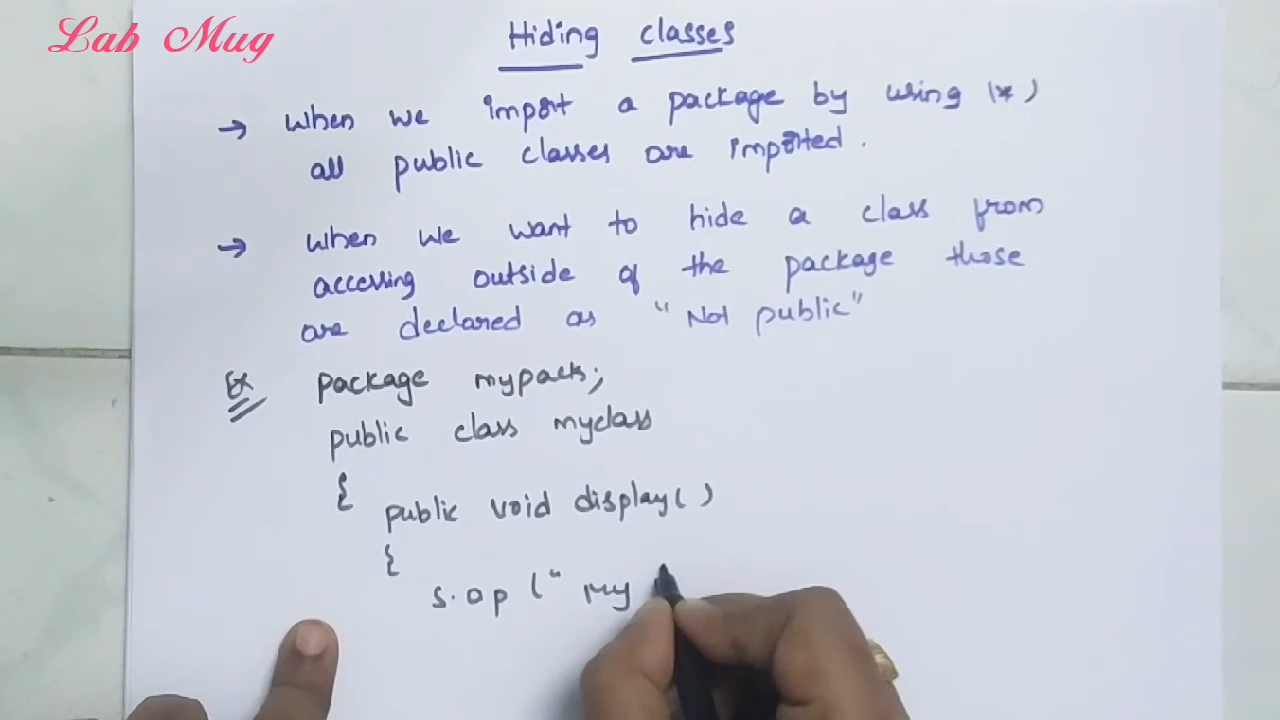 Lab Mug
Hiding classes
→ When we import a package by using (*)
all public classes are imported.
→ when we want to hide a class from
accessing outside of the package those
are declared as "Not public"
Ex package mypack;
public class myclass
{ public void display()
{
S.op (" my